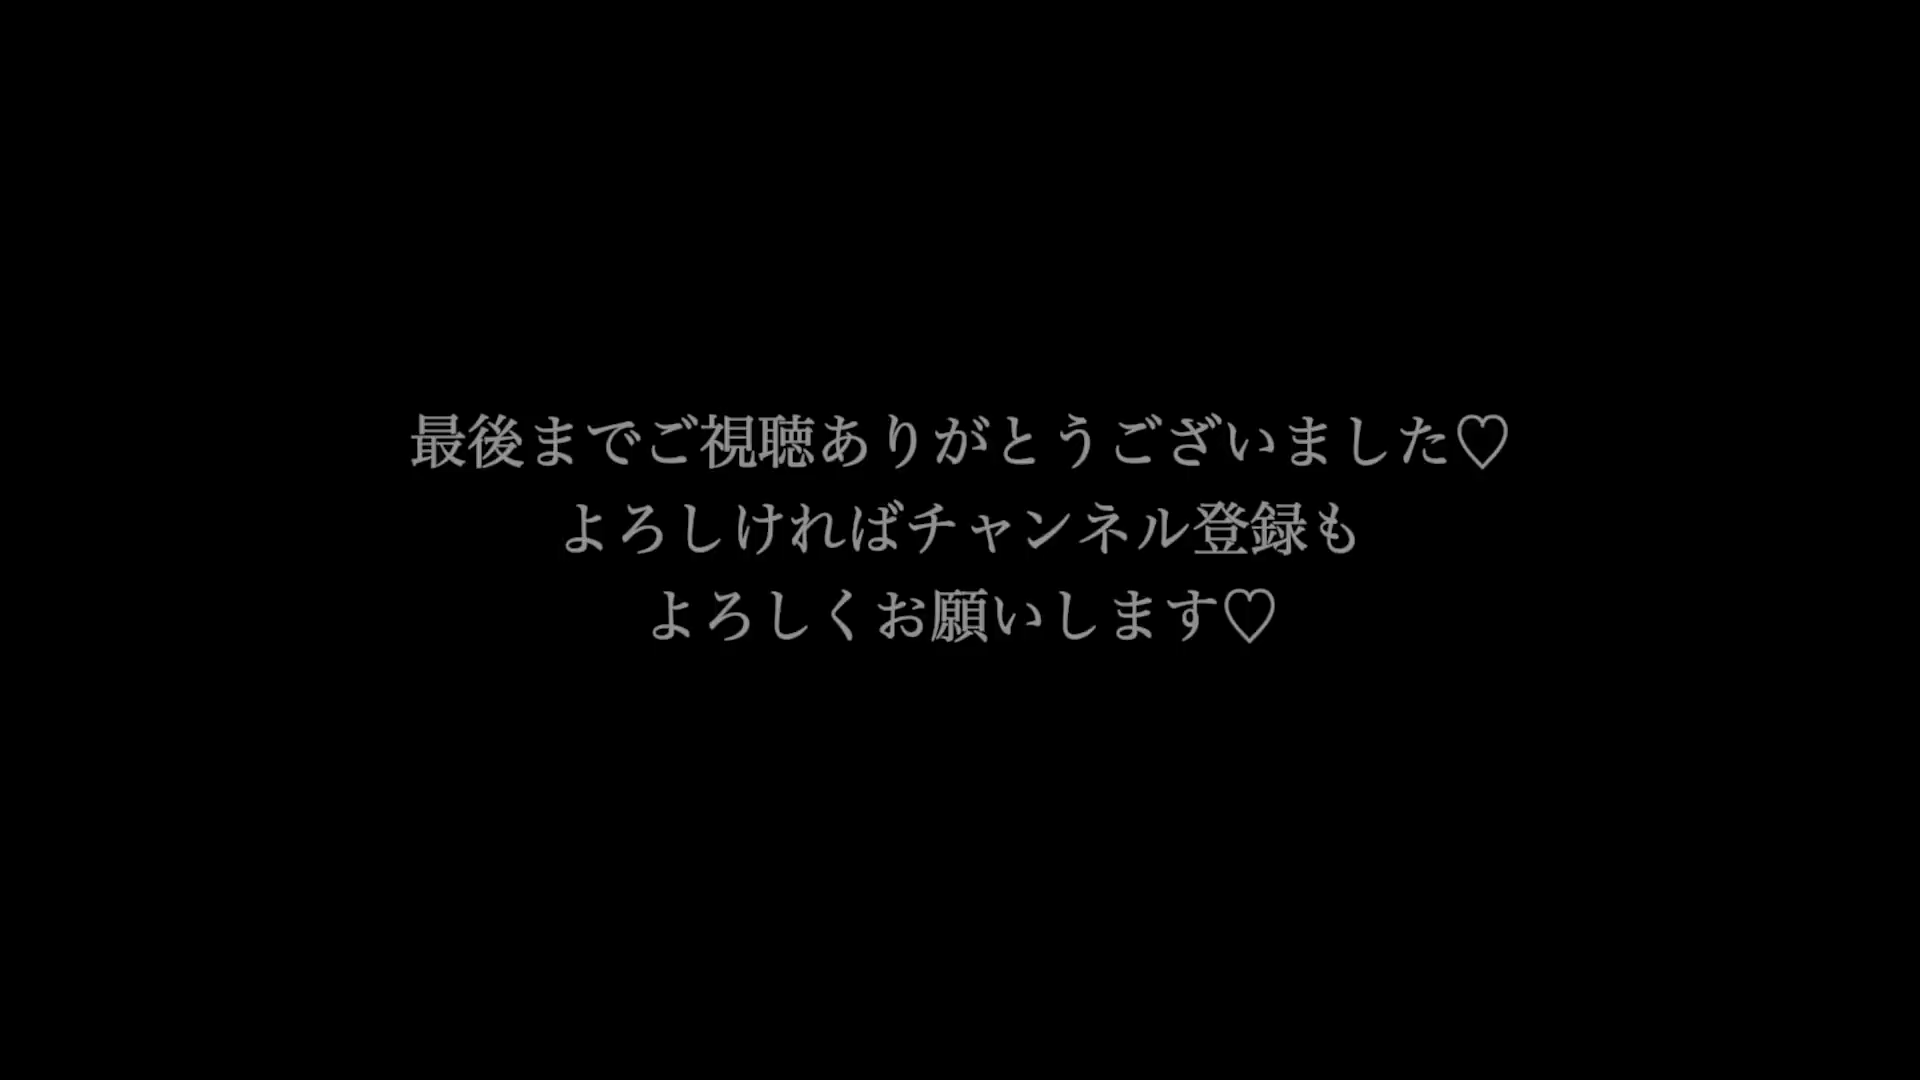 最後までご視聴ありがとうございました♡
よろしければチャンネル登録も
よろしくお願いします♡